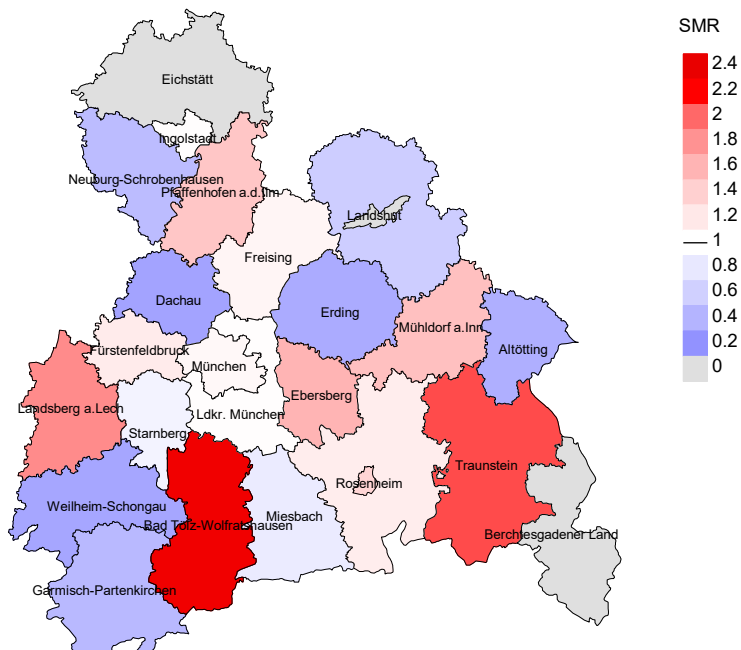 SMR
2.4
2.2
2
1.8
1.6
1.4
1.2
1
0.8
0.6
0.4
0.2
0
Eichstätt
Ingolstadt
Neuburg-Schrobenhausen
Pfaffenhofen a.d.Ilm
Landshut
Freising
Dachau
Erding
Mühldorf a.Inn
Altötting
Fürstenfeldbruck
München
Ebersberg
Landsberg a.Lech
Ldkr. München
Starnberg
Traunstein
Rosenheim
Weilheim-Schongau
Miesbach
Bad Tölz-Wolfratshausen
Berchtesgadener Land
Garmisch-Partenkirchen